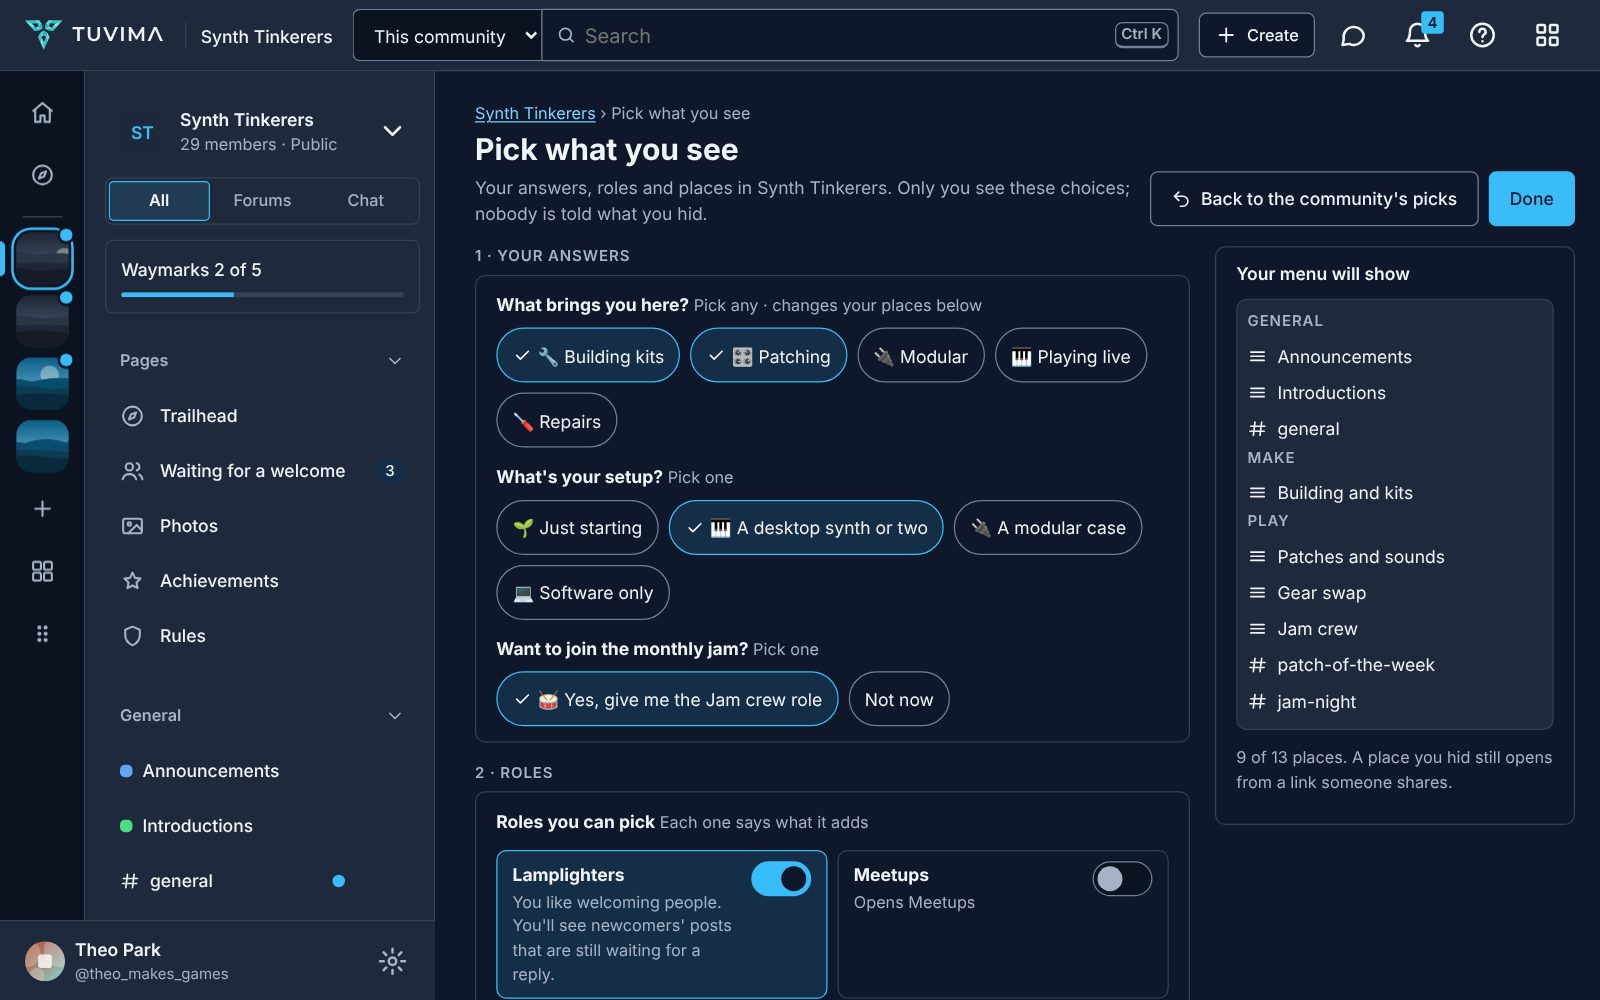 TUVIMA
Synth Tinkerers
This community
Search
Ctrl K
Create
4
ST
Synth Tinkerers
29 members · Public
All
Forums
Chat
Waymarks 2 of 5
Pages
Trailhead
Waiting for a welcome
3
Photos
Achievements
Rules
General
Announcements
Introductions
# general
Theo Park
@theo_makes_games
Synth Tinkerers › Pick what you see
Pick what you see
Your answers, roles and places in Synth Tinkerers. Only you see these choices;
nobody is told what you hid.
Back to the community's picks
Done
1 · YOUR ANSWERS
What brings you here? Pick any · changes your places below
Building kits
Patching
Modular
Playing live
Repairs
What's your setup? Pick one
Just starting
A desktop synth or two
A modular case
Software only
Want to join the monthly jam? Pick one
Yes, give me the Jam crew role
Not now
2 · ROLES
Roles you can pick Each one says what it adds
Lamplighters
You like welcoming people.
You'll see newcomers' posts
that are still waiting for a
reply.
Meetups
Opens Meetups
Your menu will show
GENERAL
Announcements
Introductions
# general
MAKE
Building and kits
PLAY
Patches and sounds
Gear swap
Jam crew
# patch-of-the-week
# jam-night
9 of 13 places. A place you hid still opens
from a link someone shares.